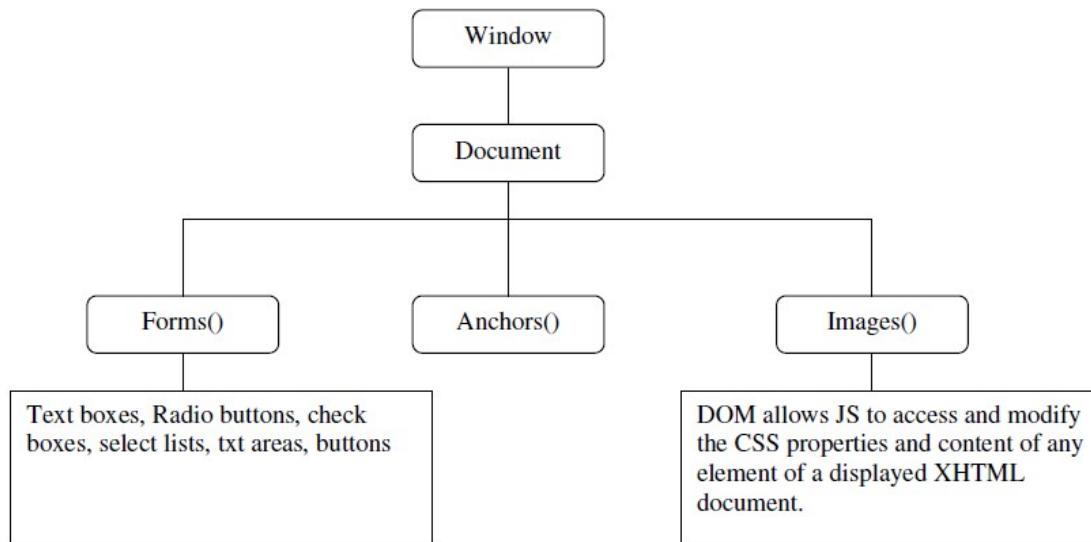 Window
Document
Forms()
Anchors()
Images()
Text boxes, Radio buttons, check
boxes, select lists, txt areas, buttons
DOM allows JS to access and modify
the CSS properties and content of any
element of a displayed XHTML
document.